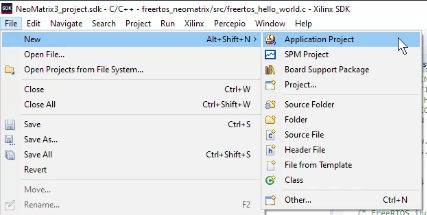 SDK NeoMatrix3_project.sdk - C/C++ - freertos_neomatrix/src/freertos_hello_world.c - Xilinx SDK
File Edit Navigate Search Project Run Xilinx Percepio Window Help
New Alt+Shift+N >
Open File...
Open Projects from File System...
Close Ctrl+W
Close All Ctrl+Shift+W
Save Ctrl+S
Save As...
Save All Ctrl+Shift+S
Revert
Move...
Rename... F2
Application Project
SPM Project
Board Support Package
Project...
Source Folder
Folder
Source File
Header File
File from Template
Class
Other... Ctrl+N
/* FreeRTOS inc